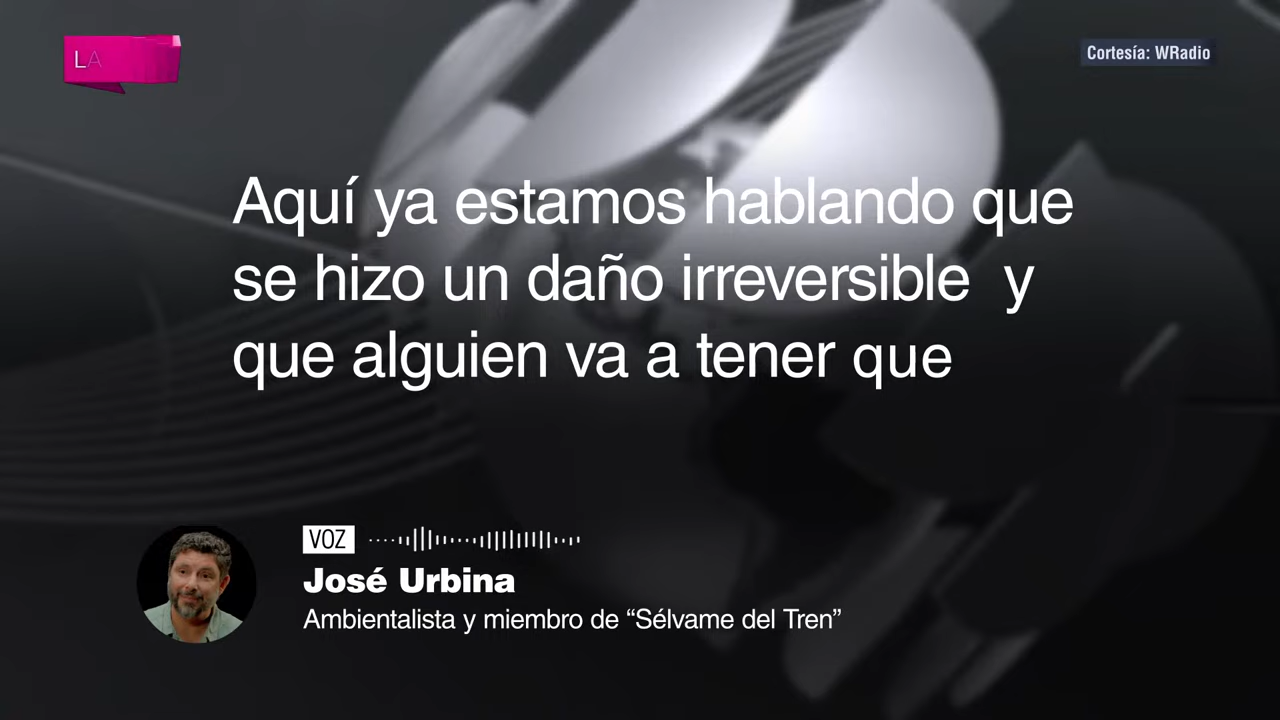 LA
Cortesía: WRadio
Aquí ya estamos hablando que
se hizo un daño irreversible y
que alguien va a tener que
VOZ
José Urbina
Ambientalista y miembro de “Sélvame del Tren”